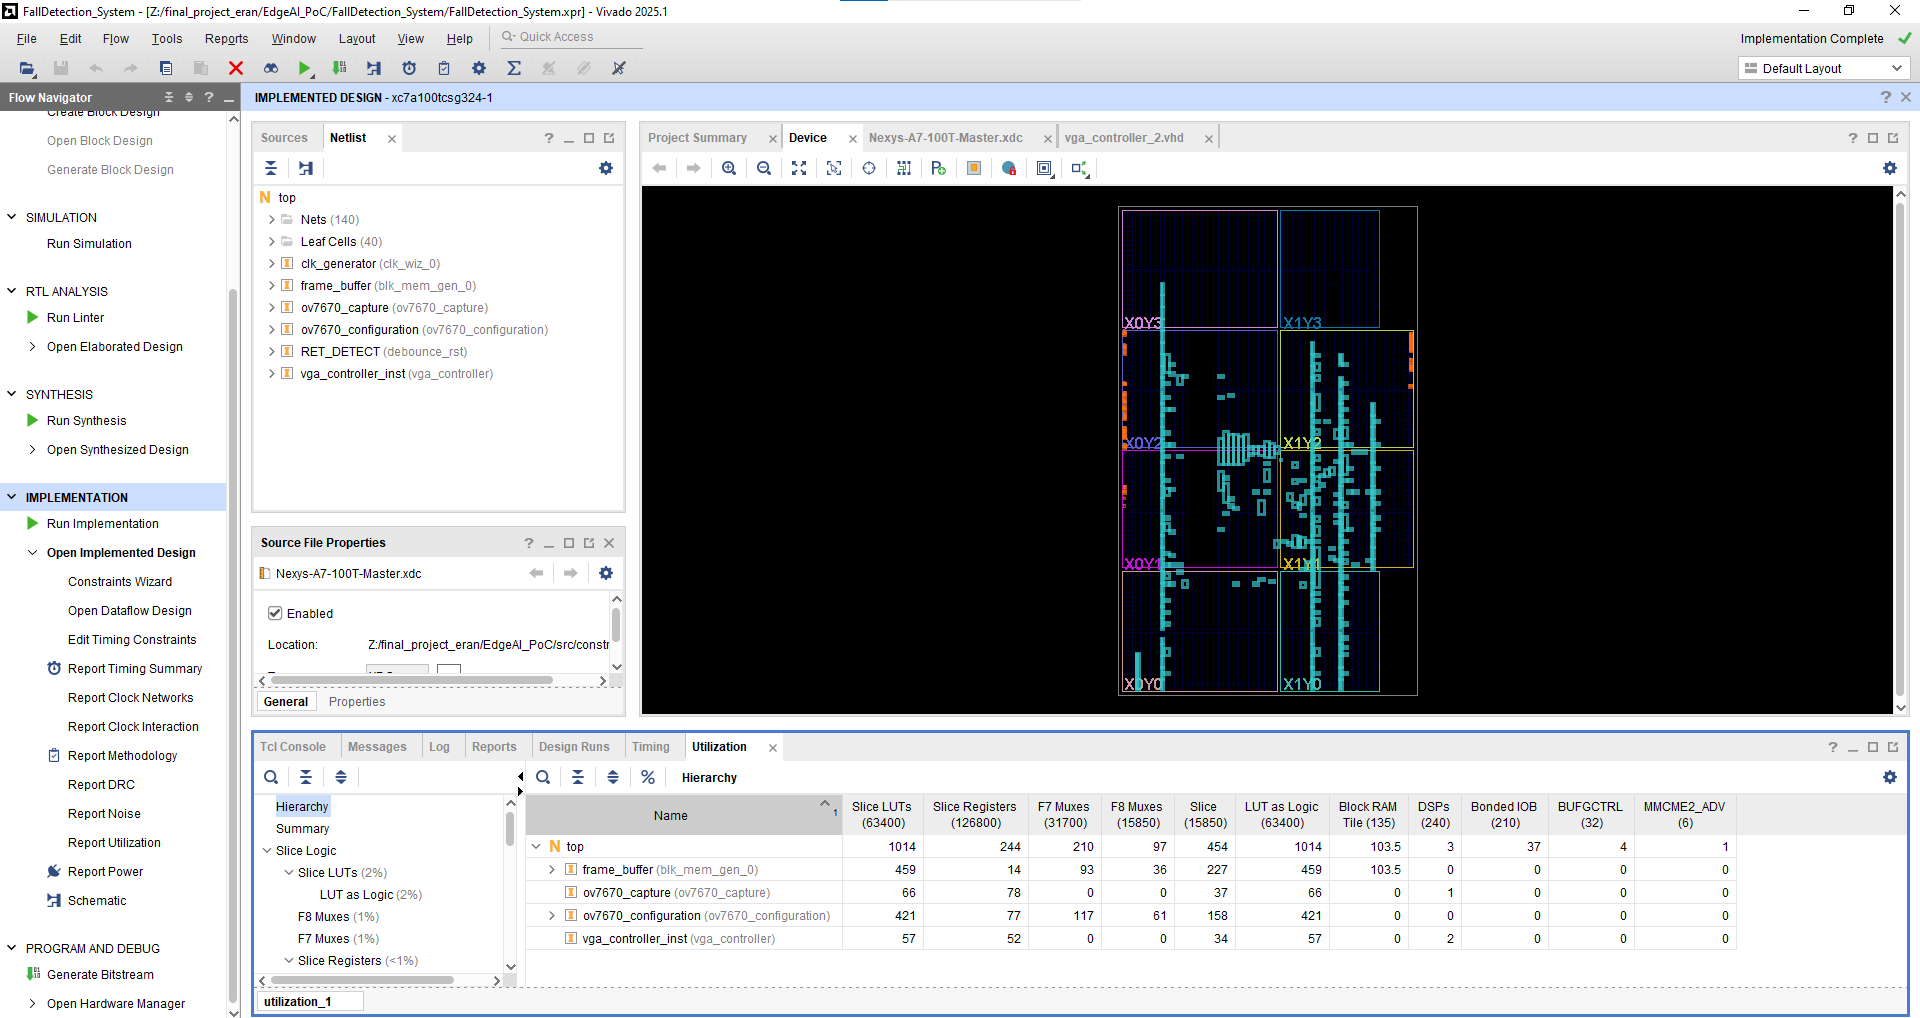 FallDetection_System - [Z:/final_project_eran/EdgeAI_PoC/FallDetection_System/FallDetection_System.xpr] - Vivado 2025.1
File Edit Flow Tools Reports Window Layout View Help Quick Access
Implementation Complete
Default Layout
Flow Navigator
Create Block Design
Open Block Design
Generate Block Design
SIMULATION
Run Simulation
RTL ANALYSIS
Run Linter
Open Elaborated Design
SYNTHESIS
Run Synthesis
Open Synthesized Design
IMPLEMENTATION
Run Implementation
Open Implemented Design
Constraints Wizard
Open Dataflow Design
Edit Timing Constraints
Report Timing Summary
Report Clock Networks
Report Clock Interaction
Report Methodology
Report DRC
Report Noise
Report Utilization
Report Power
Schematic
PROGRAM AND DEBUG
Generate Bitstream
Open Hardware Manager
IMPLEMENTED DESIGN - xc7a100tcsg324-1
Sources Netlist
N top
Nets (140)
Leaf Cells (40)
clk_generator (clk_wiz_0)
frame_buffer (blk_mem_gen_0)
ov7670_capture (ov7670_capture)
ov7670_configuration (ov7670_configuration)
RET_DETECT (debounce_rst)
vga_controller_inst (vga_controller)
Source File Properties
Nexys-A7-100T-Master.xdc
Enabled
Location: Z:/final_project_eran/EdgeAI_PoC/src/constr
General Properties
Project Summary Device Nexys-A7-100T-Master.xdc vga_controller_2.vhd
X0Y3 X1Y3
X0Y2 X1Y2
X0Y1 X1Y1
X0Y0 X1Y0
Tcl Console Messages Log Reports Design Runs Timing Utilization
Hierarchy
Summary
Slice Logic
Slice LUTs (2%)
LUT as Logic (2%)
F8 Muxes (1%)
F7 Muxes (1%)
Slice Registers (<1%)
utilization_1
% Hierarchy
Name 1 Slice LUTs (63400) Slice Registers (126800) F7 Muxes (31700) F8 Muxes (15850) Slice (15850) LUT as Logic (63400) Block RAM Tile (135) DSPs (240) Bonded IOB (210) BUFGCTRL (32) MMCME2_ADV (6)
N top 1014 244 210 97 454 1014 103.5 3 37 4 1
frame_buffer (blk_mem_gen_0) 459 14 93 36 227 459 103.5 0 0 0 0
ov7670_capture (ov7670_capture) 66 78 0 0 37 66 0 1 0 0 0
ov7670_configuration (ov7670_configuration) 421 77 117 61 158 421 0 0 0 0 0
vga_controller_inst (vga_controller) 57 52 0 0 34 57 0 2 0 0 0